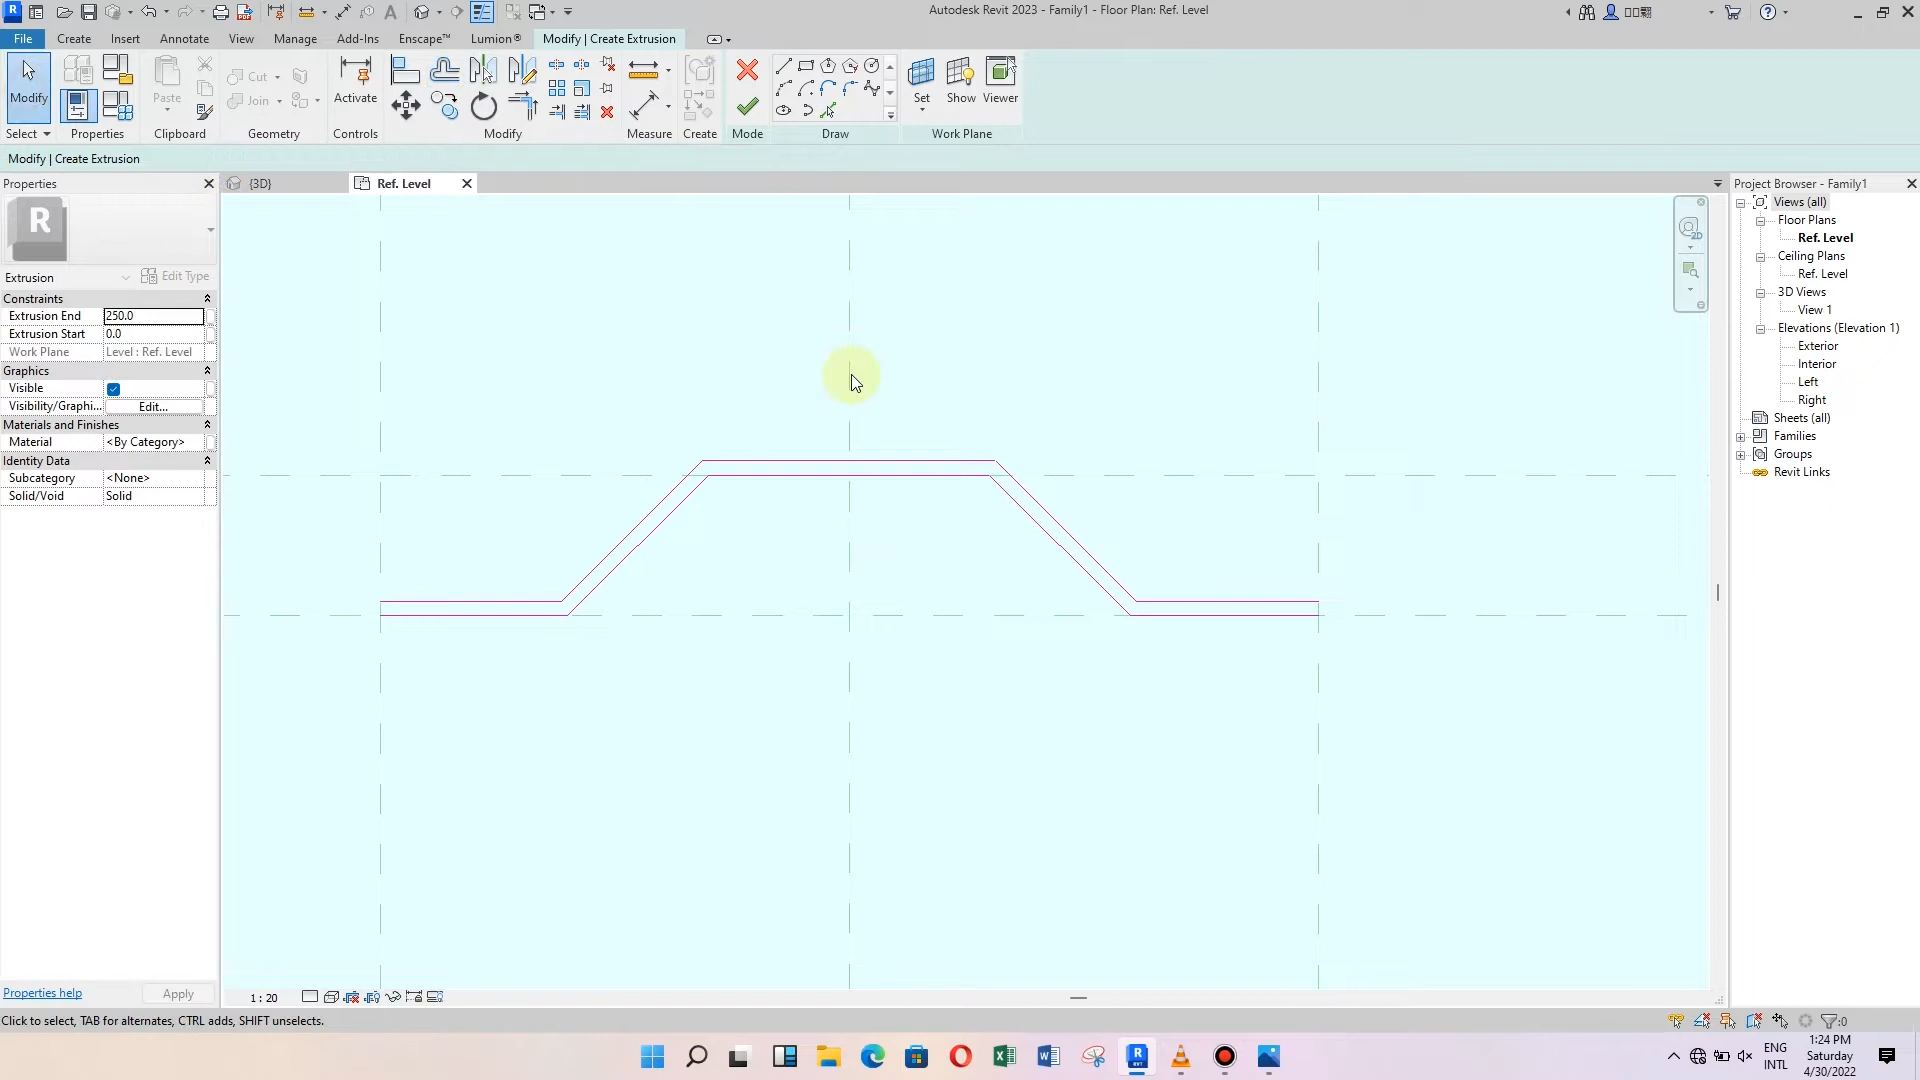 Autodesk Revit 2023 - Family1 - Floor Plan: Ref. Level
File Create Insert Annotate View Manage Add-Ins Enscape™ Lumion® Modify | Create Extrusion
Modify
Paste
Cut
Join
Activate
Set
Show
Viewer
Select Properties Clipboard Geometry Controls Modify Measure Create Mode Draw Work Plane
Modify | Create Extrusion
Properties
{3D}
Ref. Level
Project Browser - Family1
R
Extrusion
Edit Type
Constraints
Extrusion End 250.0
Extrusion Start 0.0
Work Plane Level : Ref. Level
Graphics
Visible
Visibility/Graphi... Edit...
Materials and Finishes
Material <By Category>
Identity Data
Subcategory <None>
Solid/Void Solid
2D
Views (all)
Floor Plans
Ref. Level
Ceiling Plans
Ref. Level
3D Views
View 1
Elevations (Elevation 1)
Exterior
Interior
Left
Right
Sheets (all)
Families
Groups
Revit Links
Properties help
Apply
1 : 20
Click to select, TAB for alternates, CTRL adds, SHIFT unselects.
:0
ENG
INTL
1:24 PM
Saturday
4/30/2022